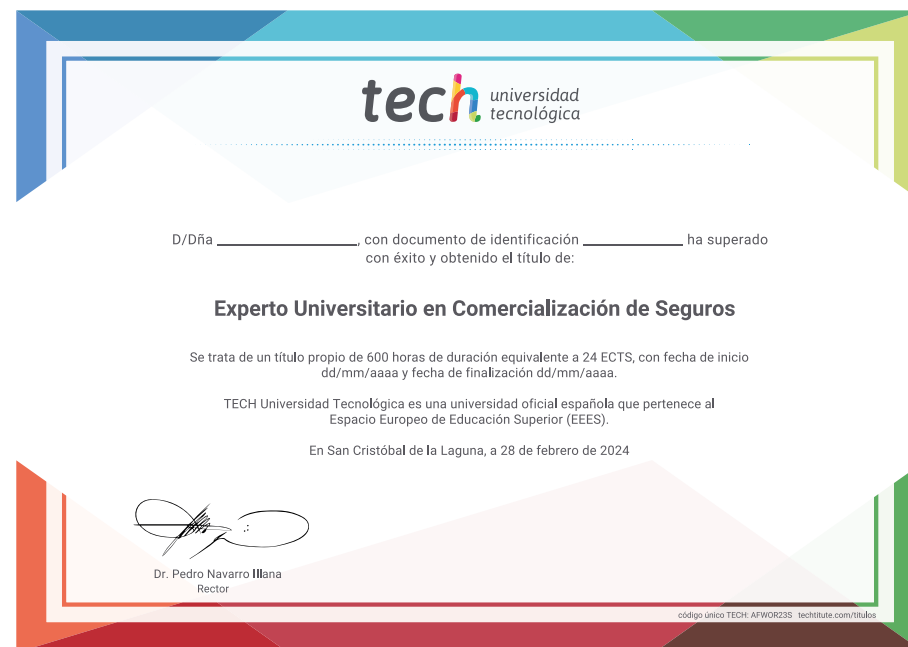 tech universidad
tecnológica
D/Dña ____________, con documento de identificación ____________ ha superado
con éxito y obtenido el título de:
Experto Universitario en Comercialización de Seguros
Se trata de un título propio de 600 horas de duración equivalente a 24 ECTS, con fecha de inicio
dd/mm/aaaa y fecha de finalización dd/mm/aaaa.
TECH Universidad Tecnológica es una universidad oficial española que pertenece al
Espacio Europeo de Educación Superior (EEES).
En San Cristóbal de la Laguna, a 28 de febrero de 2024
Dr. Pedro Navarro Illana
Rector
código único TECH: AFWOR23S techtitute.com/titulos